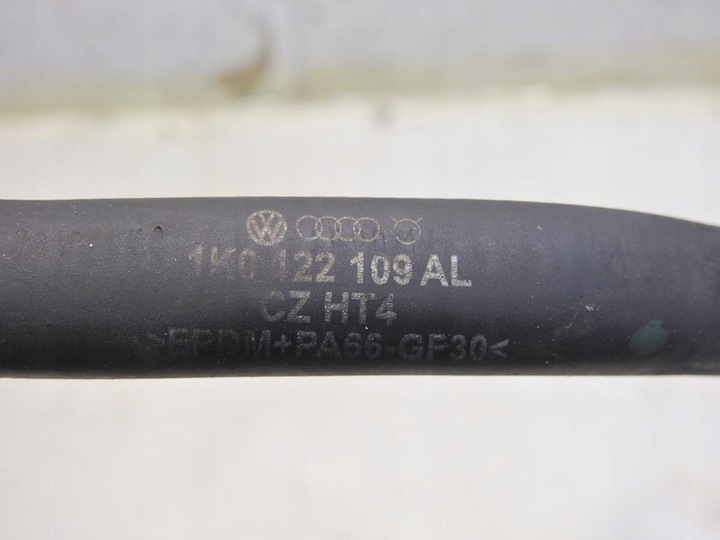 1K0 122 109 AL
CZ HT4
>EPDM+PA66-GF30<